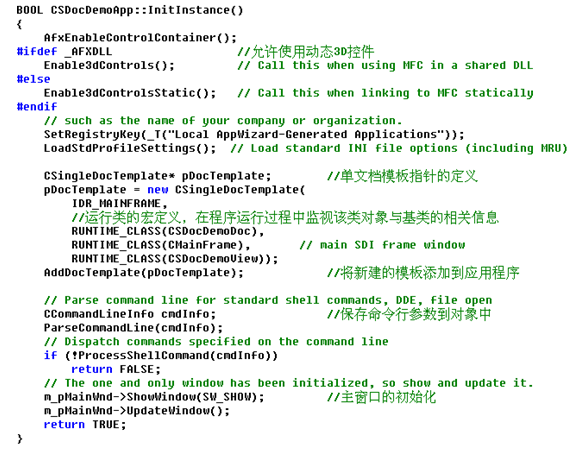 BOOL CSDocDemoApp::InitInstance()
{
    AfxEnableControlContainer();
#ifdef _AFXDLL                  //允许使用动态3D控件
    Enable3dControls();         // Call this when using MFC in a shared DLL
#else
    Enable3dControlsStatic();   // Call this when linking to MFC statically
#endif
    // such as the name of your company or organization.
    SetRegistryKey(_T("Local AppWizard-Generated Applications"));
    LoadStdProfileSettings();  // Load standard INI file options (including MRU)
    CSingleDocTemplate* pDocTemplate;        //单文档模板指针的定义
    pDocTemplate = new CSingleDocTemplate(
        IDR_MAINFRAME,
        //运行类的宏定义，在程序运行过程中监视该类对象与基类的相关信息
        RUNTIME_CLASS(CSDocDemoDoc),
        RUNTIME_CLASS(CMainFrame),       // main SDI frame window
        RUNTIME_CLASS(CSDocDemoView));
    AddDocTemplate(pDocTemplate);            //将新建的模板添加到应用程序
    // Parse command line for standard shell commands, DDE, file open
    CCommandLineInfo cmdInfo;                //保存命令行参数到对象中
    ParseCommandLine(cmdInfo);
    // Dispatch commands specified on the command line
    if (!ProcessShellCommand(cmdInfo))
        return FALSE;
    // The one and only window has been initialized, so show and update it.
    m_pMainWnd->ShowWindow(SW_SHOW);         //主窗口的初始化
    m_pMainWnd->UpdateWindow();
    return TRUE;
}